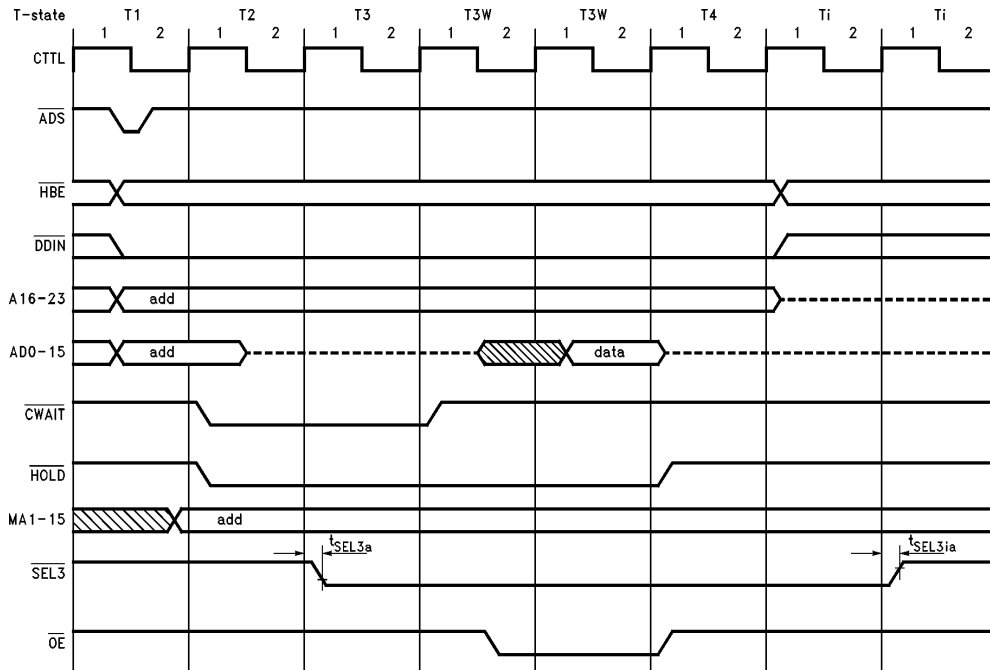 T-state T1 T2 T3 T3W T3W T4 Ti Ti
1 2 1 2 1 2 1 2 1 2 1 2 1 2 1 2
CTTL
ADS
HBE
DDIN
A16-23 add
AD0-15 add data
CWAIT
HOLD
MA1-15 add
tSEL3a tSEL3ia
SEL3
OE